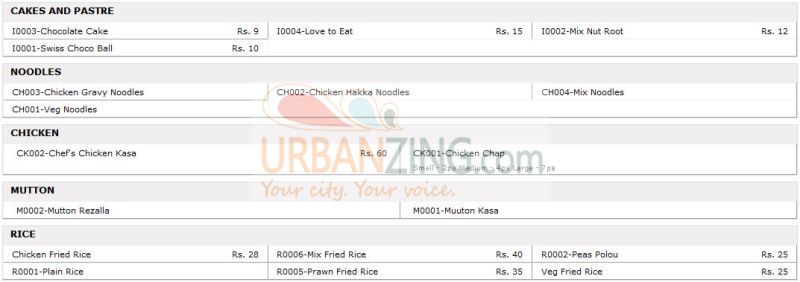 CAKES AND PASTRE
I0003-Chocolate Cake Rs. 9 I0004-Love to Eat Rs. 15 I0002-Mix Nut Root Rs. 12
I0001-Swiss Choco Ball Rs. 10
NOODLES
CH003-Chicken Gravy Noodles CH002-Chicken Hakka Noodles CH004-Mix Noodles
CH001-Veg Noodles
CHICKEN
CK002-Chef's Chicken Kasa Rs. 60 CK001-Chicken Chap
Small - 2ps Medium - 4ps Large - 7ps
URBANZING.com
Your city. Your voice.
MUTTON
M0002-Mutton Rezalla M0001-Muuton Kasa
RICE
Chicken Fried Rice Rs. 28 R0006-Mix Fried Rice Rs. 40 R0002-Peas Polou Rs. 25
R0001-Plain Rice R0005-Prawn Fried Rice Rs. 35 Veg Fried Rice Rs. 25